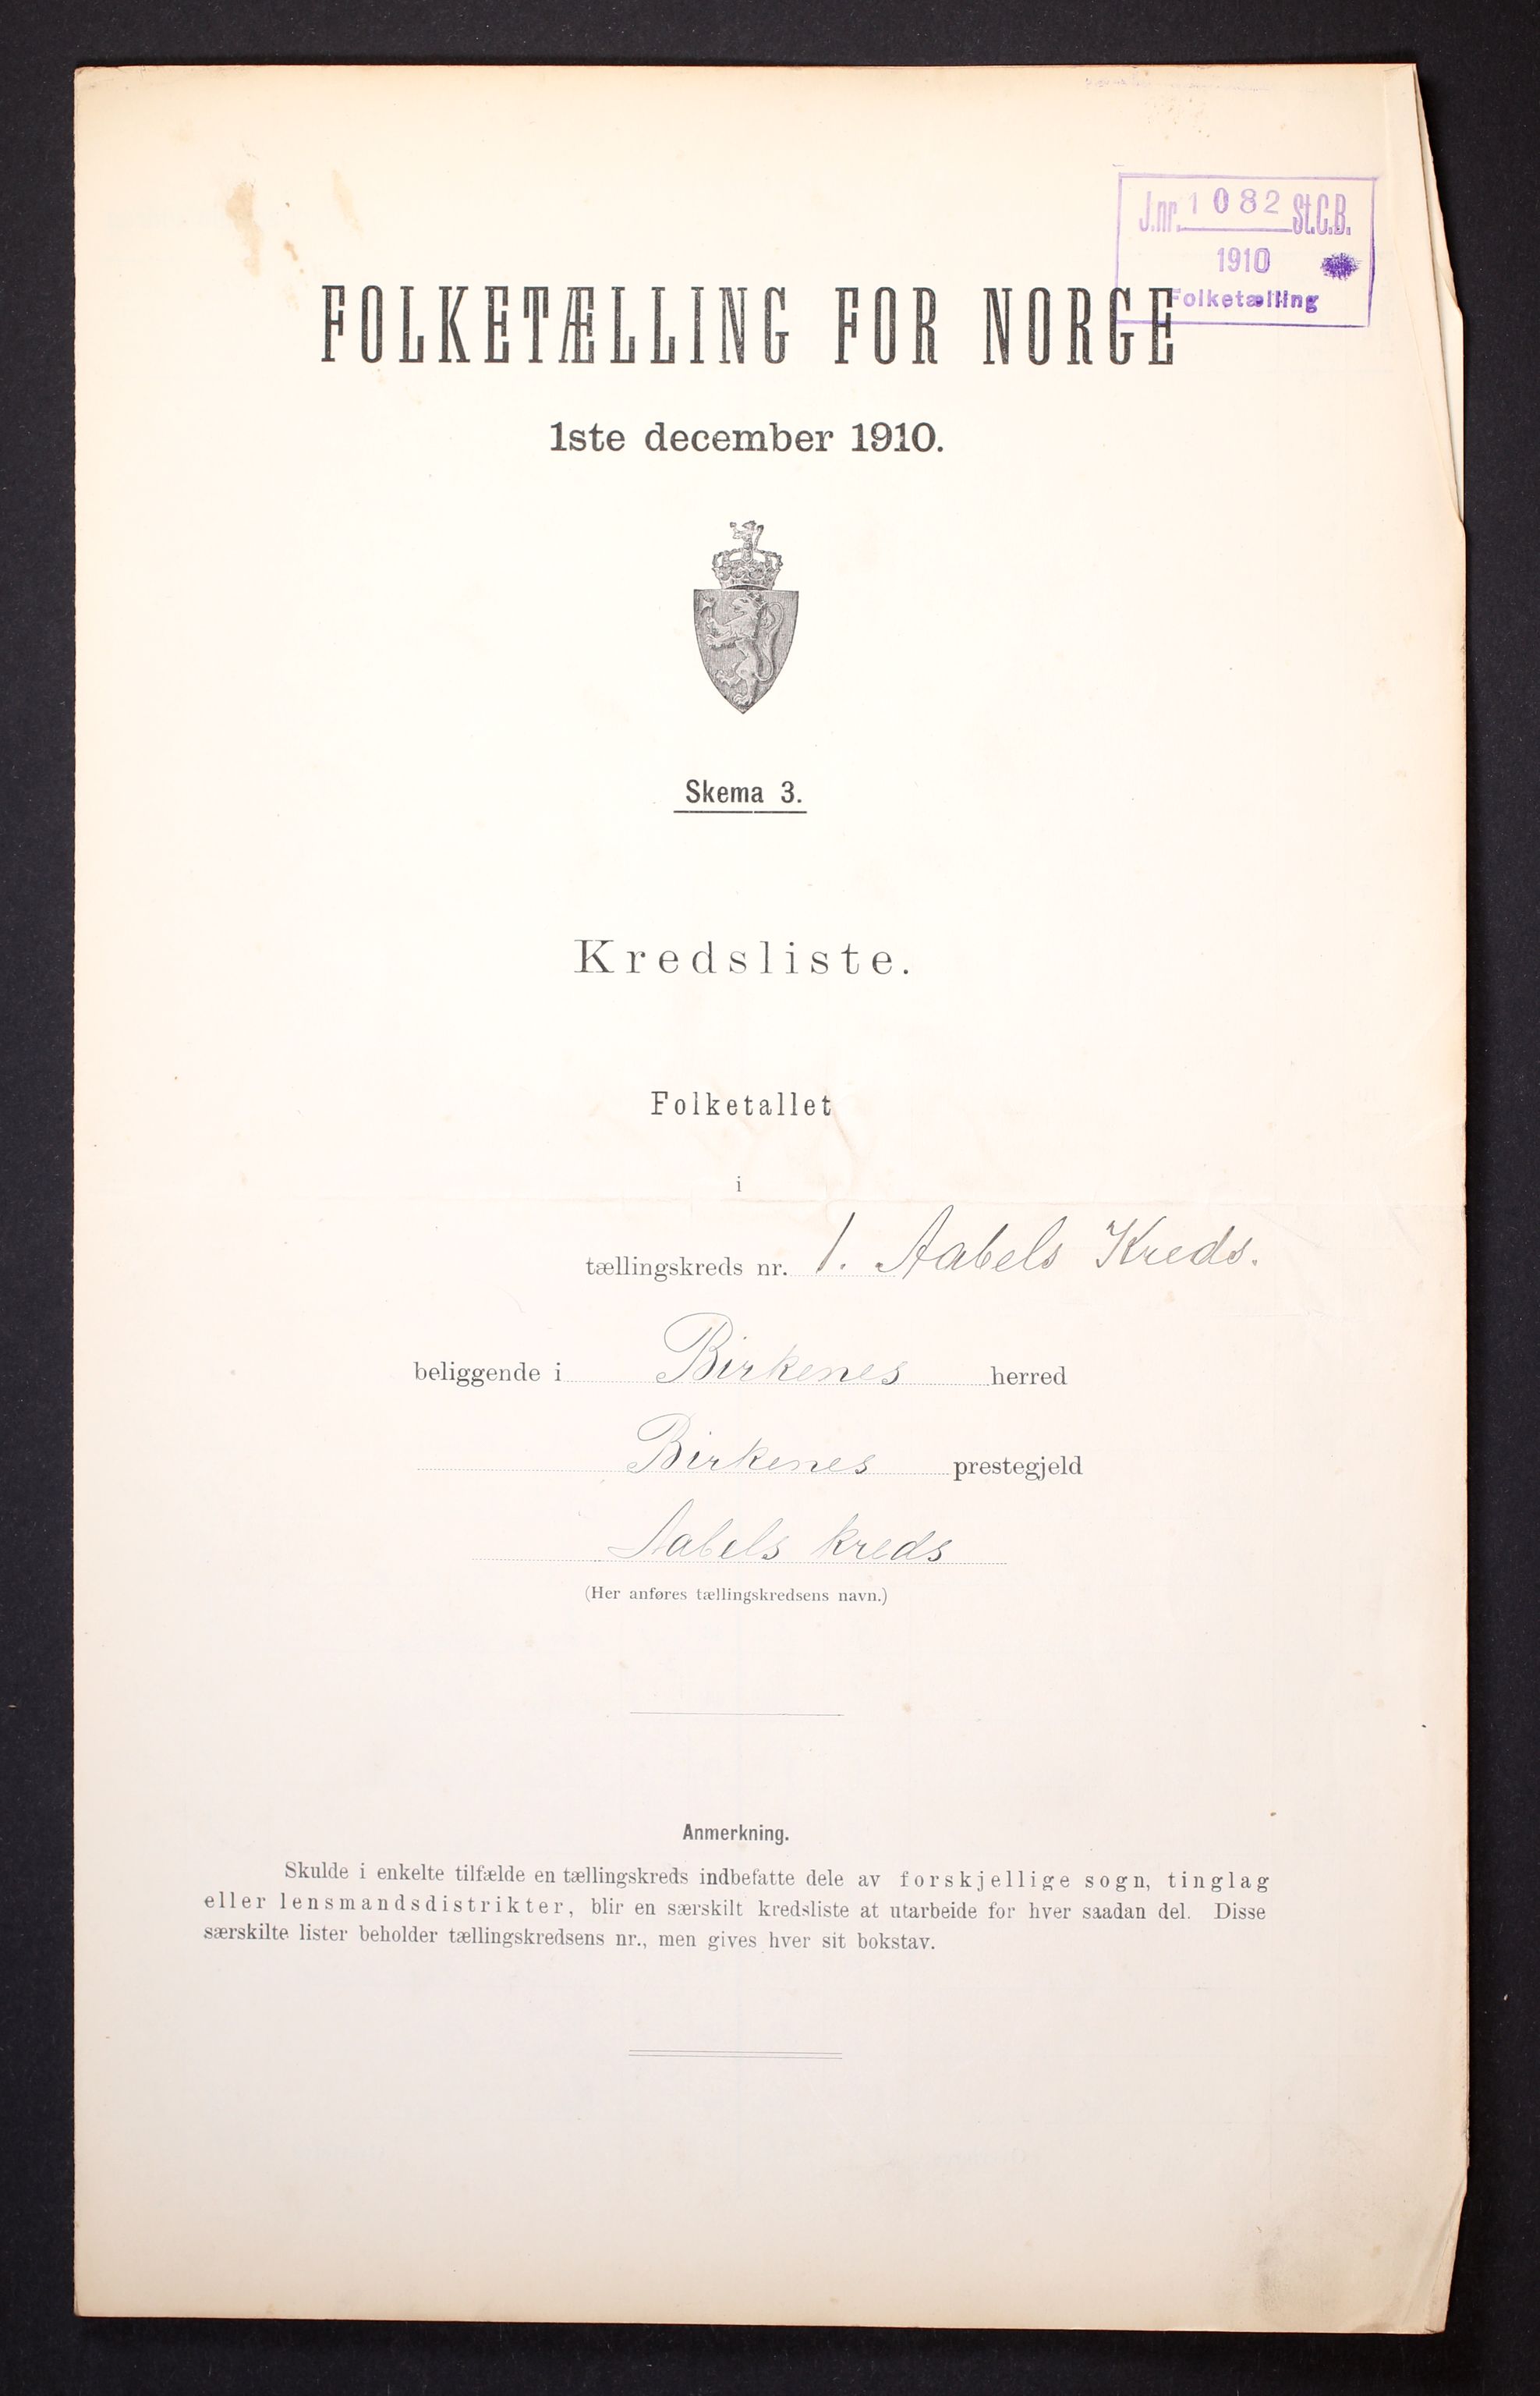 J.nr. 1082 St.C.B.
1910
Folketælling
FOLKETÆLLING FOR NORGE
1ste december 1910.
Skema 3.
Kredsliste.
Folketallet
i
tællingskreds nr. 1. Aabels Kreds.
beliggende i Birkenes herred
Birkenes prestegjeld
Aabels kreds
(Her anføres tællingskredsens navn.)
Anmerkning.
Skulde i enkelte tilfælde en tællingskreds indbefatte dele av forskjellige sogn, tinglag
eller lensmandsdistrikter, blir en særskilt kredsliste at utarbeide for hver saadan del. Disse
særskilte lister beholder tællingskredsens nr., men gives hver sit bokstav.